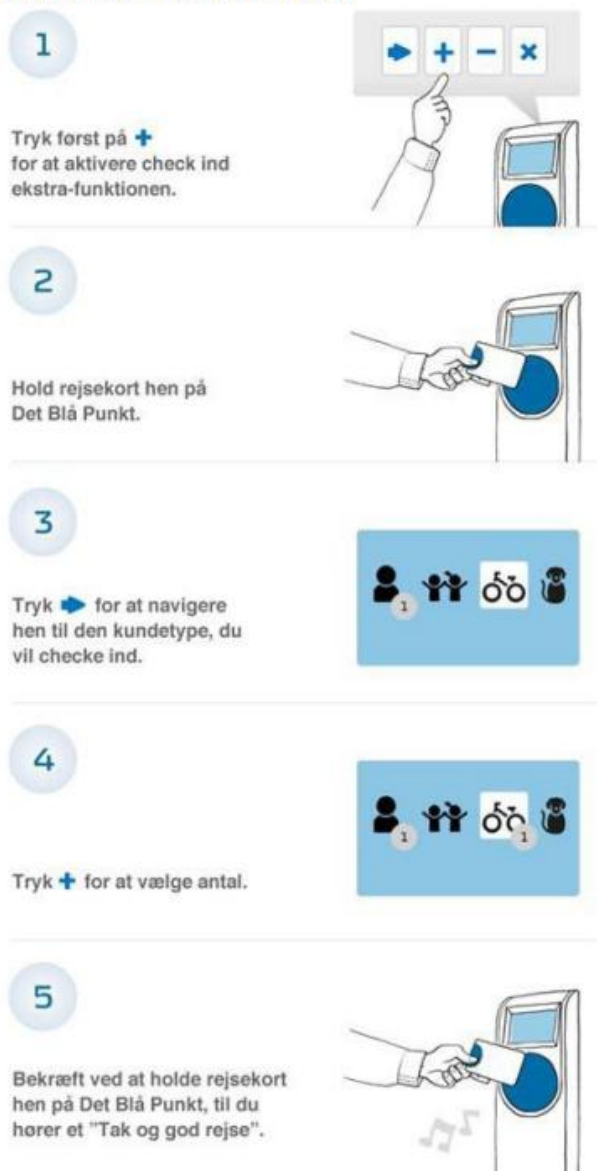 1
Tryk først på +
for at aktivere check ind
ekstra-funktionen.
2
Hold rejsekort hen på
Det Blå Punkt.
3
Tryk for at navigere
hen til den kundetype, du
vil checke ind.
1
4
Tryk + for at vælge antal.
1 1
5
Bekræft ved at holde rejsekort
hen på Det Blå Punkt, til du
hører et "Tak og god rejse".